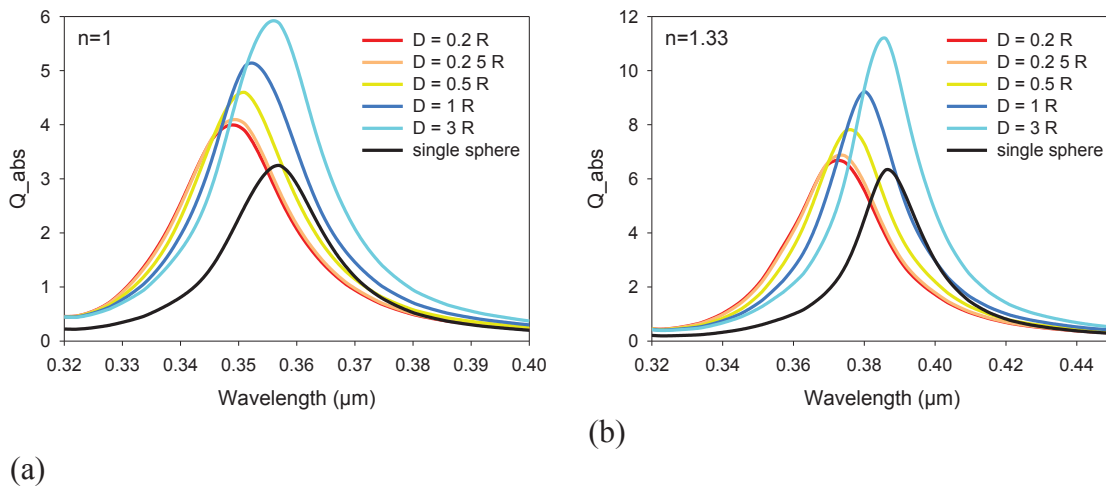 n=1
D = 0.2 R
D = 0.2 5 R
D = 0.5 R
D = 1 R
D = 3 R
single sphere
Q_abs
6
5
4
3
2
1
0
0.32 0.33 0.34 0.35 0.36 0.37 0.38 0.39 0.40
Wavelength (µm)
(a)
n=1.33
D = 0.2 R
D = 0.2 5 R
D = 0.5 R
D = 1 R
D = 3 R
single sphere
Q_abs
12
10
8
6
4
2
0
0.32 0.34 0.36 0.38 0.40 0.42 0.44
Wavelength (µm)
(b)